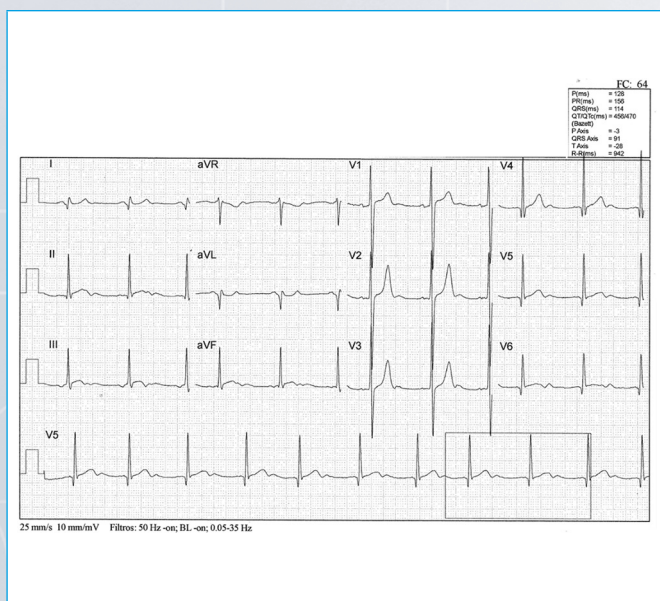 FC: 64
P(ms) = 128
PR(ms) = 156
QRS(ms) = 114
QT/QTc(ms) = 456/470
(Bazett)
P Axis = -3
QRS Axis = 91
T Axis = -28
R-R(ms) = 942
I aVR V1 V4
II aVL V2 V5
III aVF V3 V6
V5
25 mm/s 10 mm/mV Filtros: 50 Hz -on; BL -on; 0.05-35 Hz